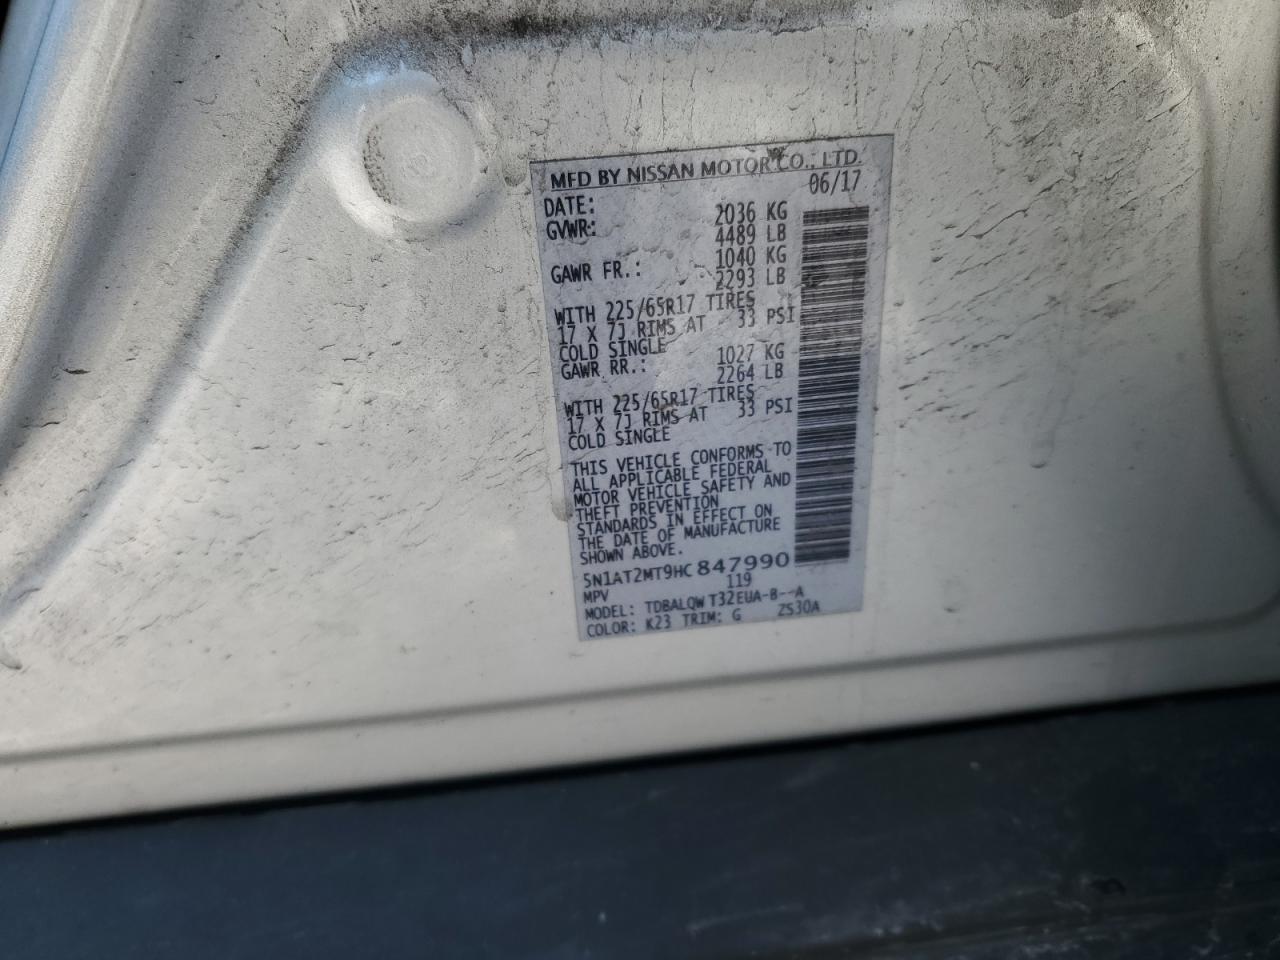 MFD BY NISSAN MOTOR CO., LTD.
DATE: 06/17
GVWR: 2036 KG
4489 LB
GAWR FR.: 1040 KG
2293 LB
WITH 225/65R17 TIRES
17 X 7J RIMS AT 33 PSI
COLD SINGLE
GAWR RR.: 1027 KG
2264 LB
WITH 225/65R17 TIRES
17 X 7J RIMS AT 33 PSI
COLD SINGLE
THIS VEHICLE CONFORMS TO
ALL APPLICABLE FEDERAL
MOTOR VEHICLE SAFETY AND
THEFT PREVENTION
STANDARDS IN EFFECT ON
THE DATE OF MANUFACTURE
SHOWN ABOVE.
5N1AT2MT9HC847990
MPV 119
MODEL: TDBALQW T32EUA-B--A
COLOR: K23 TRIM: G ZS30A